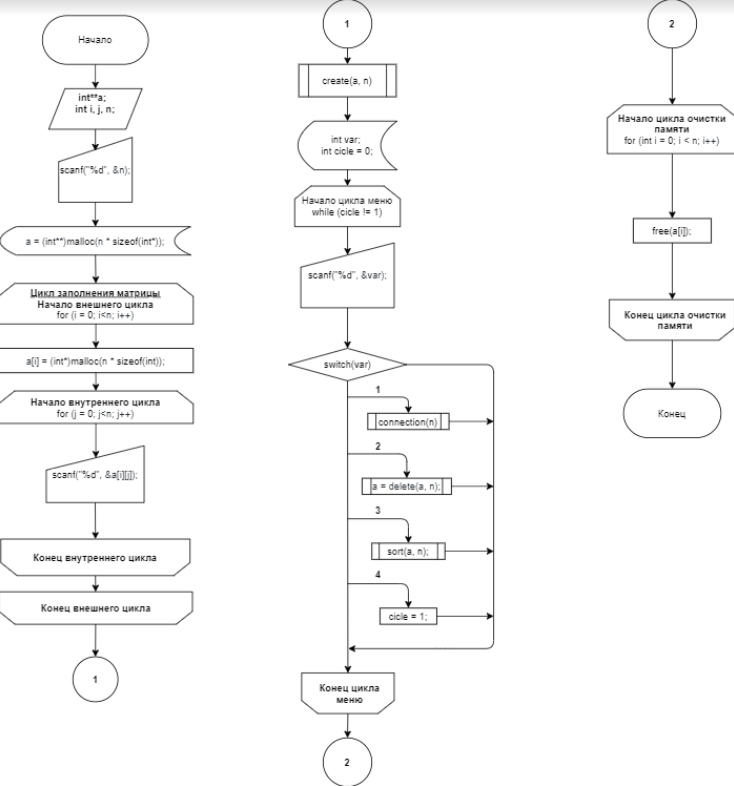 Начало
int**a;
int i, j, n;
scanf("%d", &n);
a = (int**)malloc(n * sizeof(int*));
Цикл заполнения матрицы
Начало внешнего цикла
for (i = 0; i<n; i++)
a[i] = (int*)malloc(n * sizeof(int));
Начало внутреннего цикла
for (j = 0; j<n; j++)
scanf("%d", &a[i][j]);
Конец внутреннего цикла
Конец внешнего цикла
1
1
create(a, n)
int var;
int cicle = 0;
Начало цикла меню
while (cicle != 1)
scanf("%d", &var);
switch(var)
1
connection(n)
2
a = delete(a, n);
3
sort(a, n);
4
cicle = 1;
Конец цикла
меню
2
2
Начало цикла очистки
памяти
for (int i = 0; i < n; i++)
free(a[i]);
Конец цикла очистки
памяти
Конец